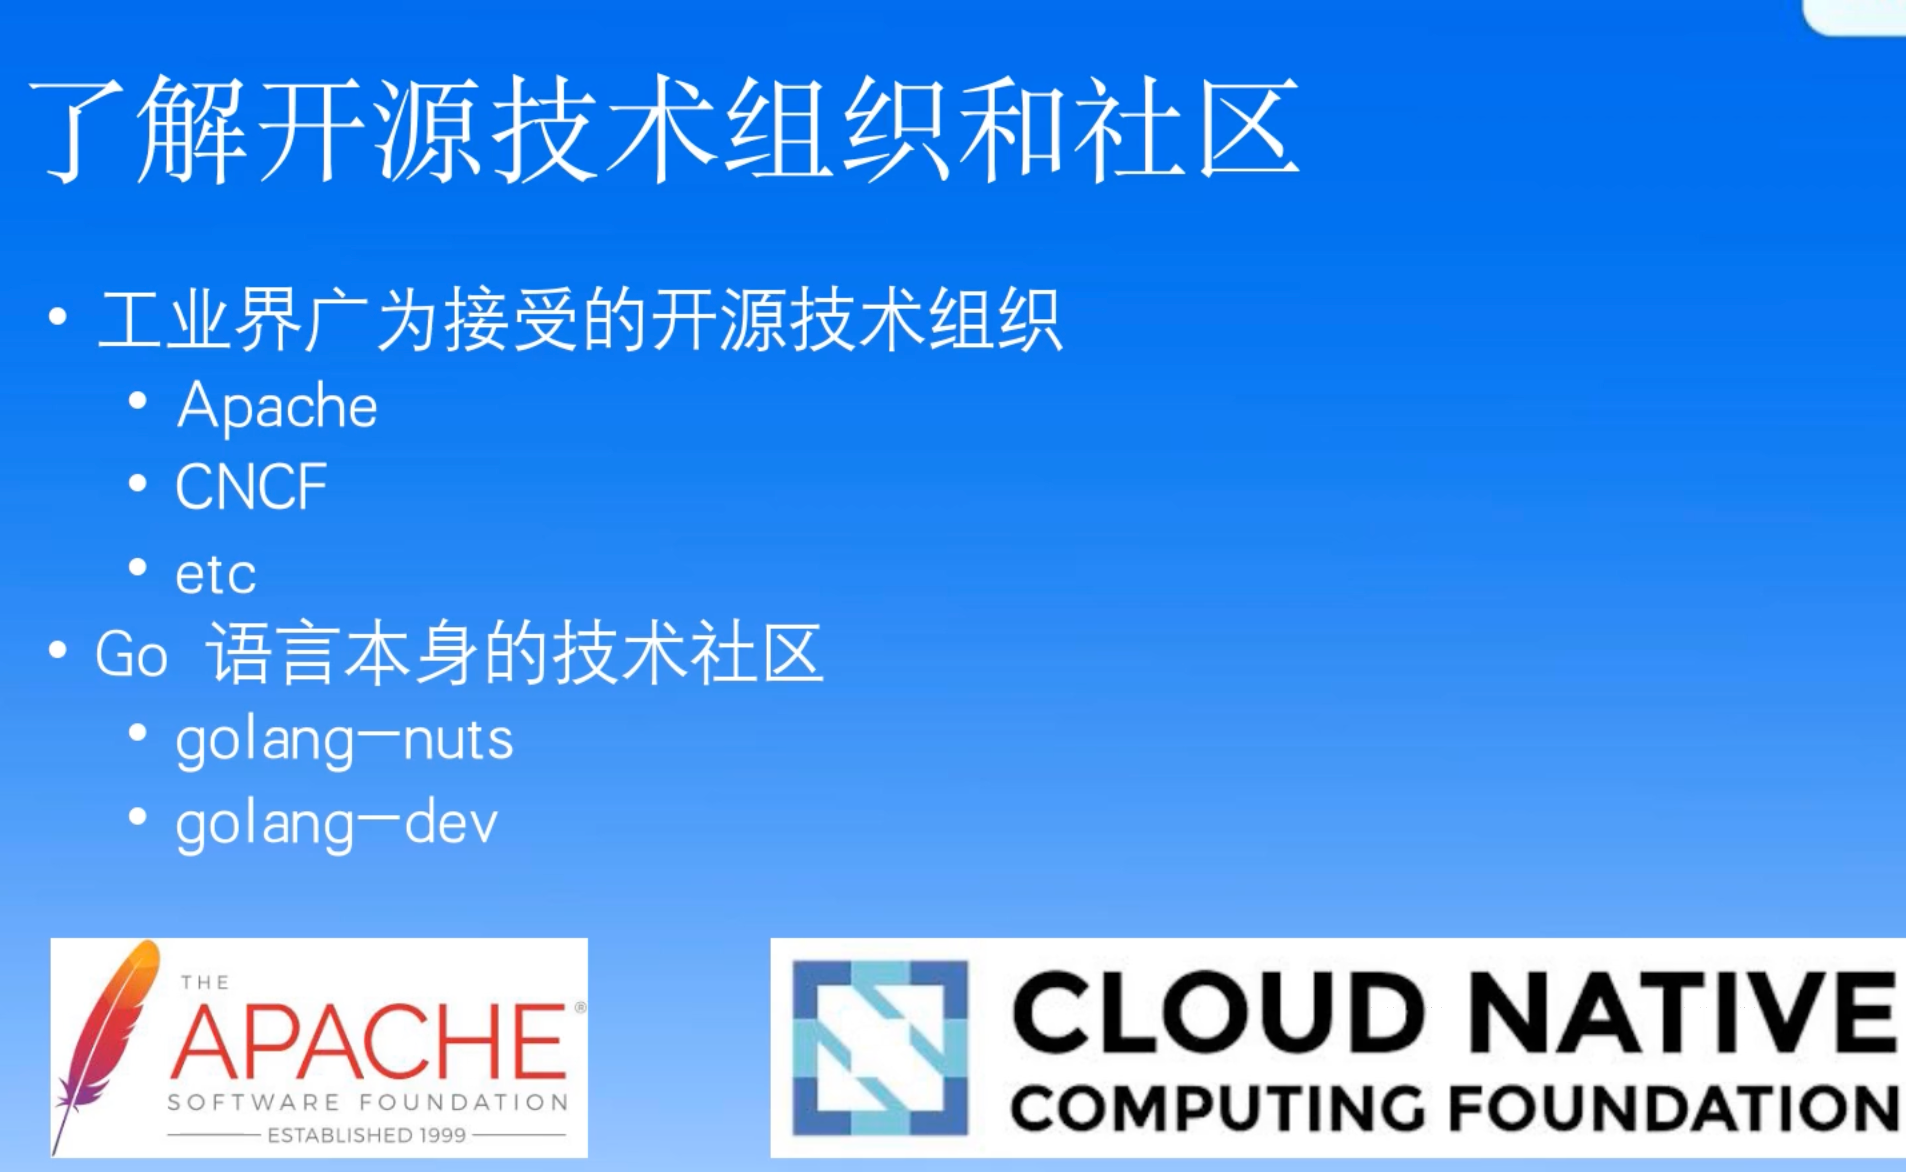 了解开源技术组织和社区
• 工业界广为接受的开源技术组织
• Apache
• CNCF
• etc
• Go 语言本身的技术社区
• golang-nuts
• golang-dev
THE
APACHE®
SOFTWARE FOUNDATION
ESTABLISHED 1999
CLOUD NATIVE
COMPUTING FOUNDATION